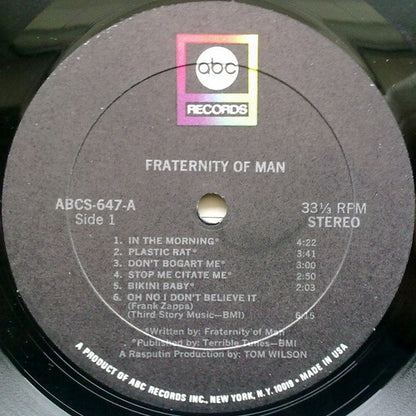 abc
RECORDS
FRATERNITY OF MAN
ABCS-647-A
Side 1
33⅓ RPM
STEREO
1. IN THE MORNING* 4:22
2. PLASTIC RAT* 3:41
3. DON'T BOGART ME* 3:00
4. STOP ME CITATE ME* 2:50
5. BIKINI BABY* 2:03
6. OH NO I DON'T BELIEVE IT
(Frank Zappa)
(Third Story Music—BMI) 6:15
*Written by: Fraternity of Man
*Published by: Terrible Tunes—BMI
A Rasputin Production by: TOM WILSON
A PRODUCT OF ABC RECORDS INC., NEW YORK, N.Y. 10019 • MADE IN USA